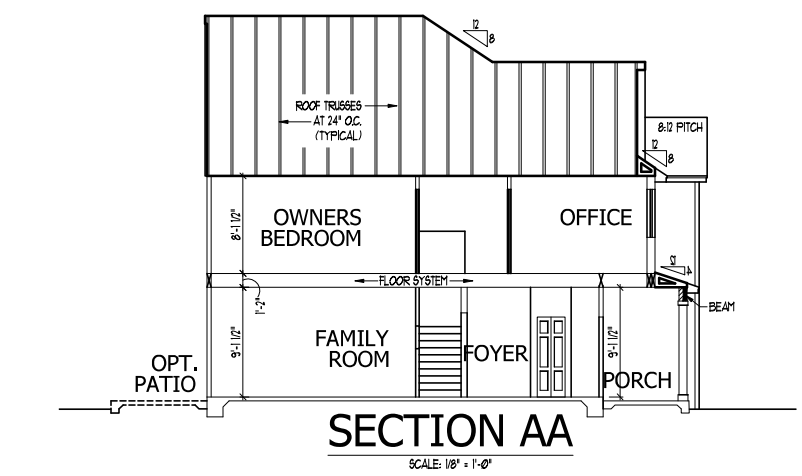 12
8
ROOF TRUSSES
AT 24" O.C.
(TYPICAL)
8:12 PITCH
12
8
OWNERS
BEDROOM
OFFICE
8'-1 1/2"
12
4
FLOOR SYSTEM
1'-2"
BEAM
9'-1 1/2"
FAMILY
ROOM
FOYER
9'-1 1/2"
PORCH
OPT.
PATIO
SECTION AA
SCALE: 1/8" = 1'-0"